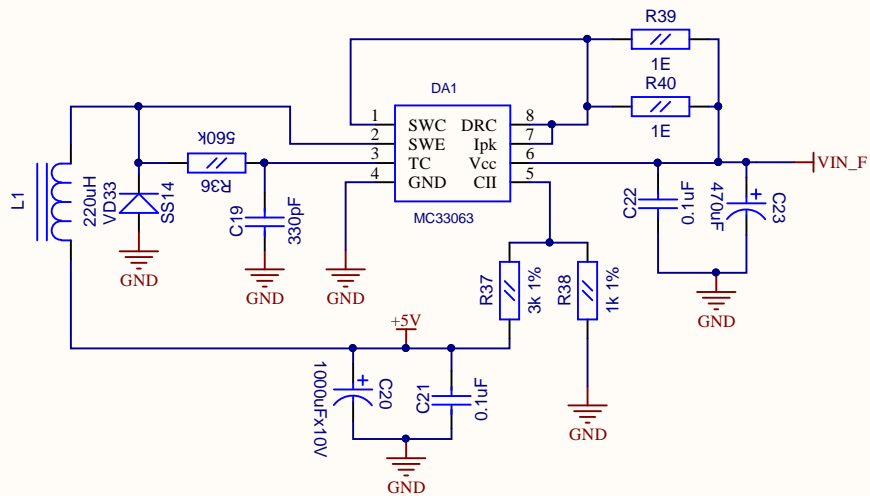 R39
1E
R40
1E
DA1
1
2
3
4
SWC
SWE
TC
GND
DRC
Ipk
Vcc
CII
8
7
6
5
MC33063
560k
R36
L1
220uH
VD33
SS14
C19
330pF
GND
GND
GND
R37
3k 1%
R38
1k 1%
C22
0.1uF
470uF
C23
VIN_F
GND
+5V
1000uFx10V
C20
C21
0.1uF
GND
GND